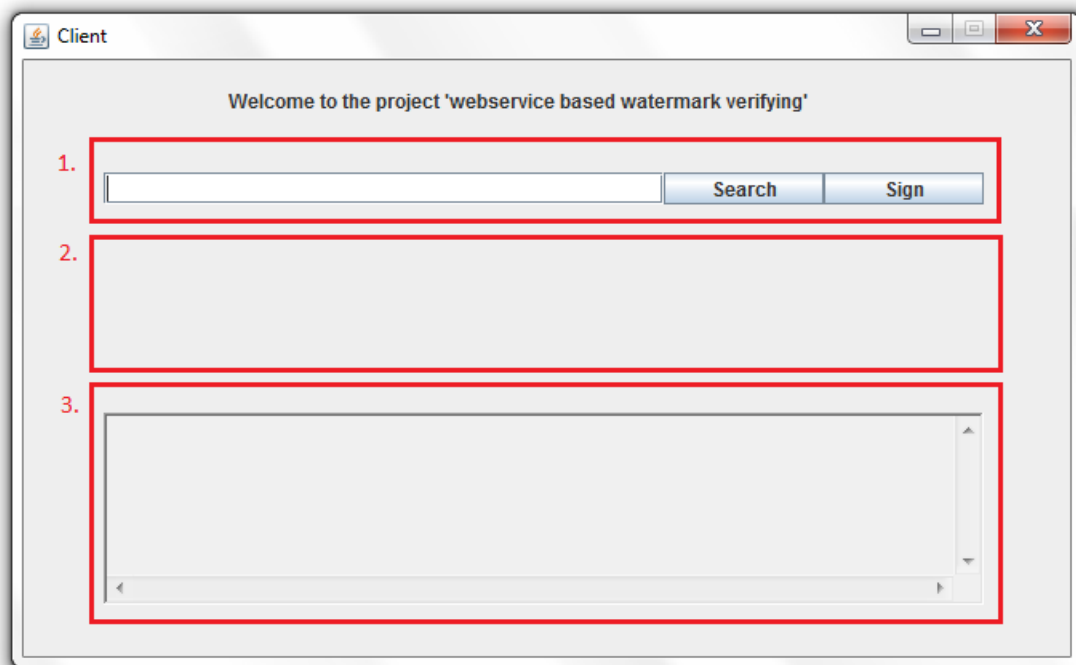 Client
Welcome to the project 'webservice based watermark verifying'
1.
Search Sign
2.
3.